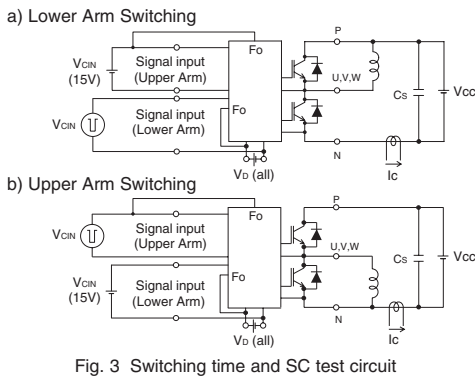 a) Lower Arm Switching
P
Fo
VCIN
(15V)
Signal input
(Upper Arm)
U,V,W
CS
VCC
VCIN
Signal input
(Lower Arm)
Fo
N
VD (all)
Ic
b) Upper Arm Switching
P
Fo
VCIN
Signal input
(Upper Arm)
U,V,W
CS
VCC
VCIN
(15V)
Signal input
(Lower Arm)
Fo
N
VD (all)
Ic
Fig. 3 Switching time and SC test circuit